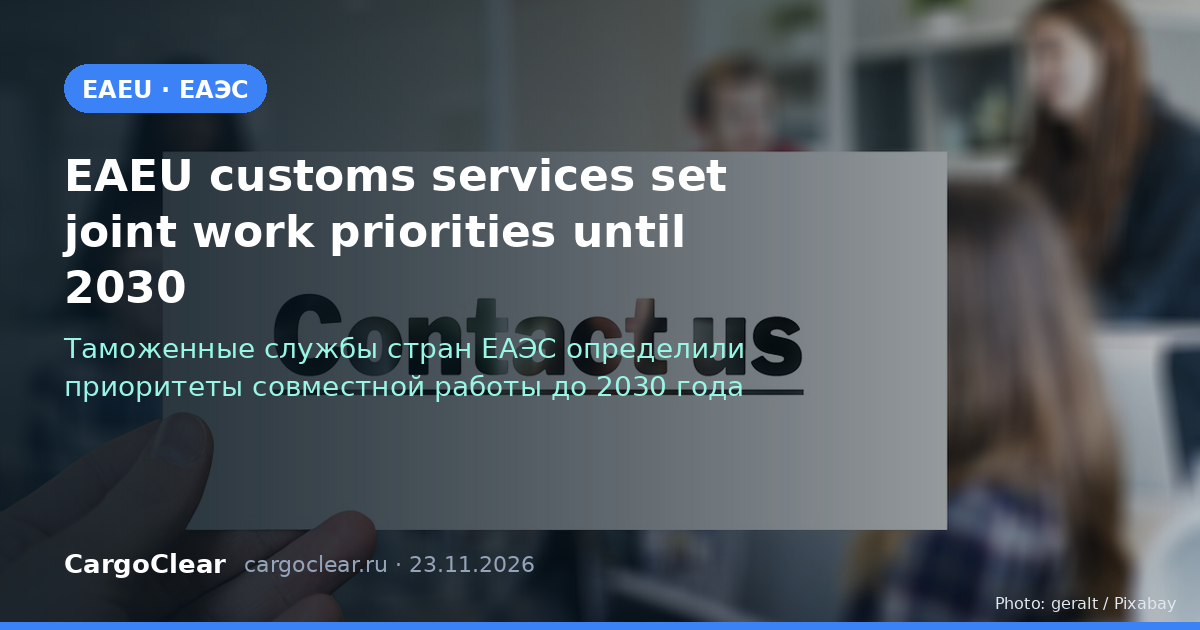 EAEU · ЕАЭС
EAEU customs services set
joint work priorities until
2030
Contact us
Таможенные службы стран ЕАЭС определили
приоритеты совместной работы до 2030 года
CargoClear cargoclear.ru · 23.11.2026
Photo: geralt / Pixabay